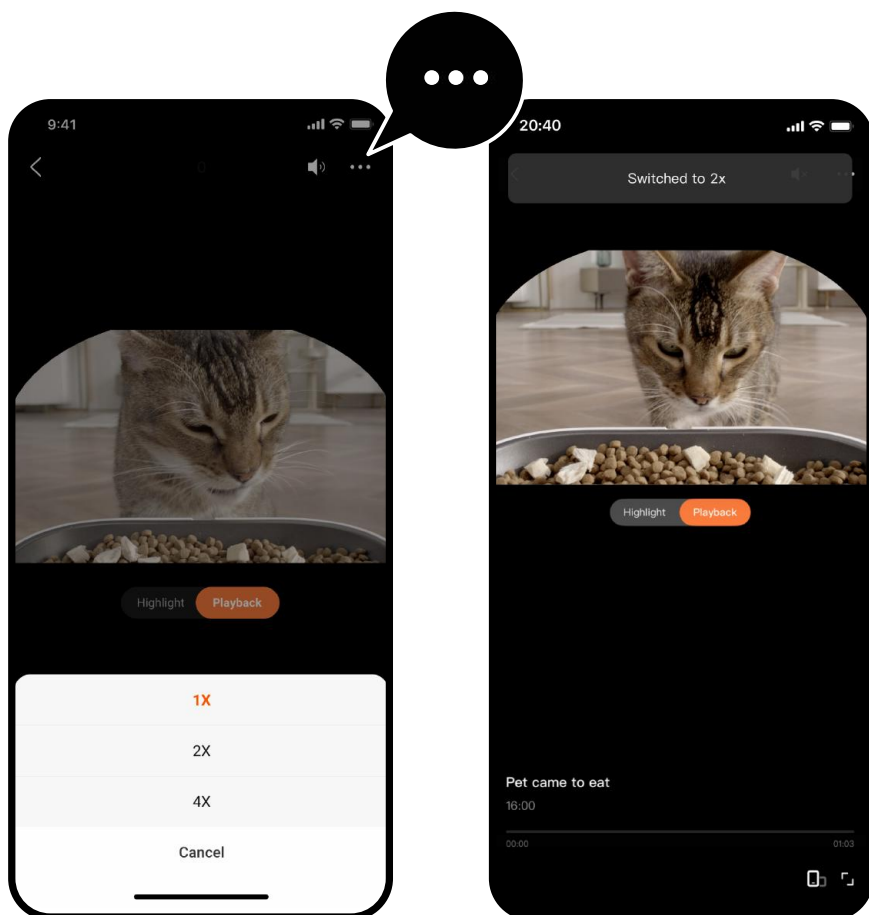 9:41
0
1X
2X
4X
Cancel
Highlight
Playback
20:40
Switched to 2x
Highlight
Playback
Pet came to eat
16:00
00:00
01:03